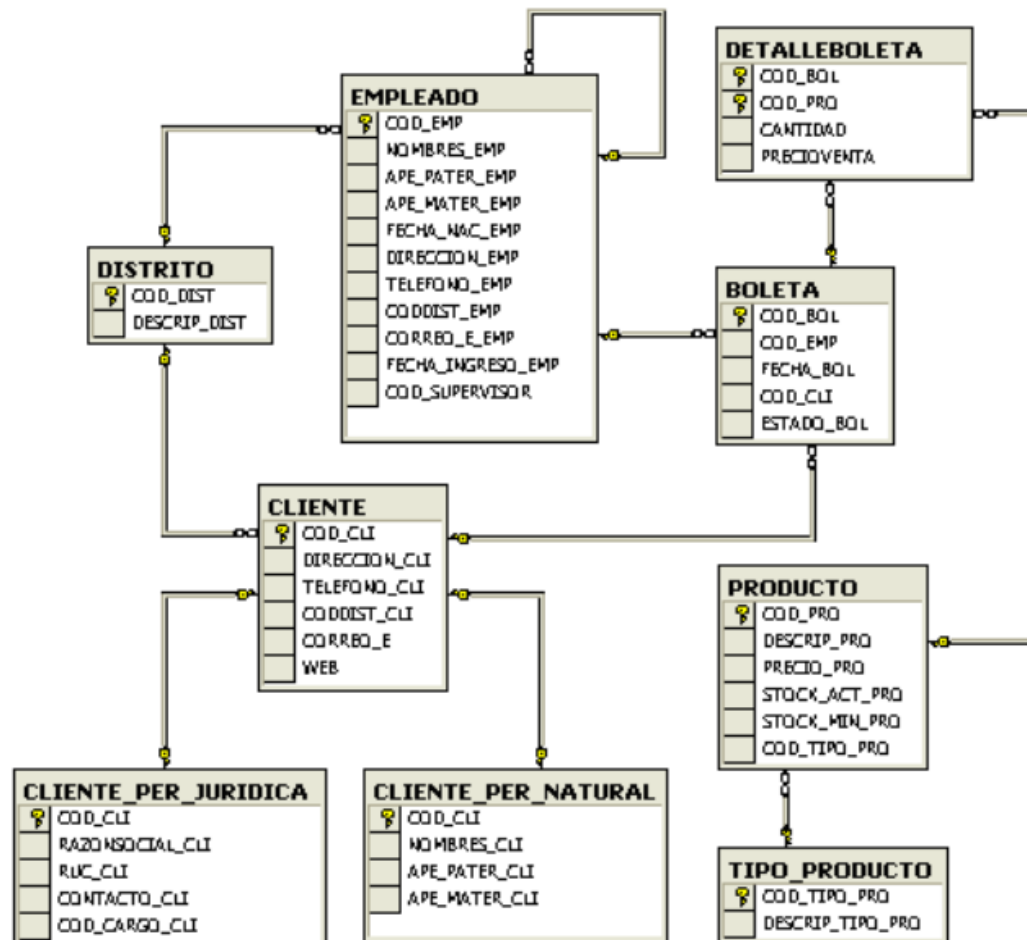 EMPLEADO
COD_EMP
NOMBRES_EMP
APE_PATER_EMP
APE_MATER_EMP
FECHA_NAC_EMP
DIRECCION_EMP
TELEFONO_EMP
CODDIST_EMP
CORREO_E_EMP
FECHA_INGRESO_EMP
COD_SUPERVISOR
DETALLEBOLETA
COD_BOL
COD_PRO
CANTIDAD
PRECIOVENTA
DISTRITO
COD_DIST
DESCRIP_DIST
BOLETA
COD_BOL
COD_EMP
FECHA_BOL
COD_CLI
ESTADO_BOL
CLIENTE
COD_CLI
DIRECCION_CLI
TELEFONO_CLI
CODDIST_CLI
CORREO_E
WEB
PRODUCTO
COD_PRO
DESCRIP_PRO
PRECIO_PRO
STOCK_ACT_PRO
STOCK_MIN_PRO
COD_TIPO_PRO
CLIENTE_PER_JURIDICA
COD_CLI
RAZONSOCIAL_CLI
RUC_CLI
CONTACTO_CLI
COD_CARGO_CLI
CLIENTE_PER_NATURAL
COD_CLI
NOMBRES_CLI
APE_PATER_CLI
APE_MATER_CLI
TIPO_PRODUCTO
COD_TIPO_PRO
DESCRIP_TIPO_PRO